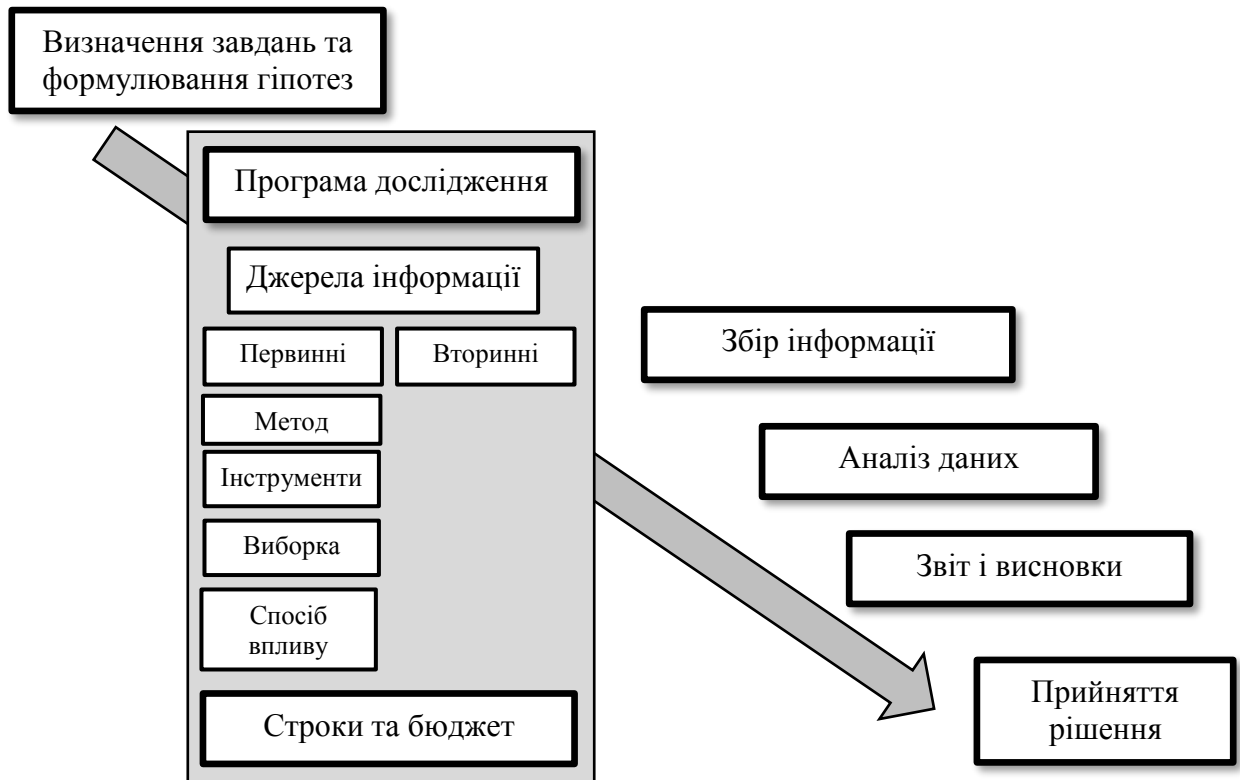 Визначення завдань та
формулювання гіпотез
Програма дослідження
Джерела інформації
Первинні
Вторинні
Метод
Інструменти
Виборка
Спосіб
впливу
Строки та бюджет
Збір інформації
Аналіз даних
Звіт і висновки
Прийняття
рішення